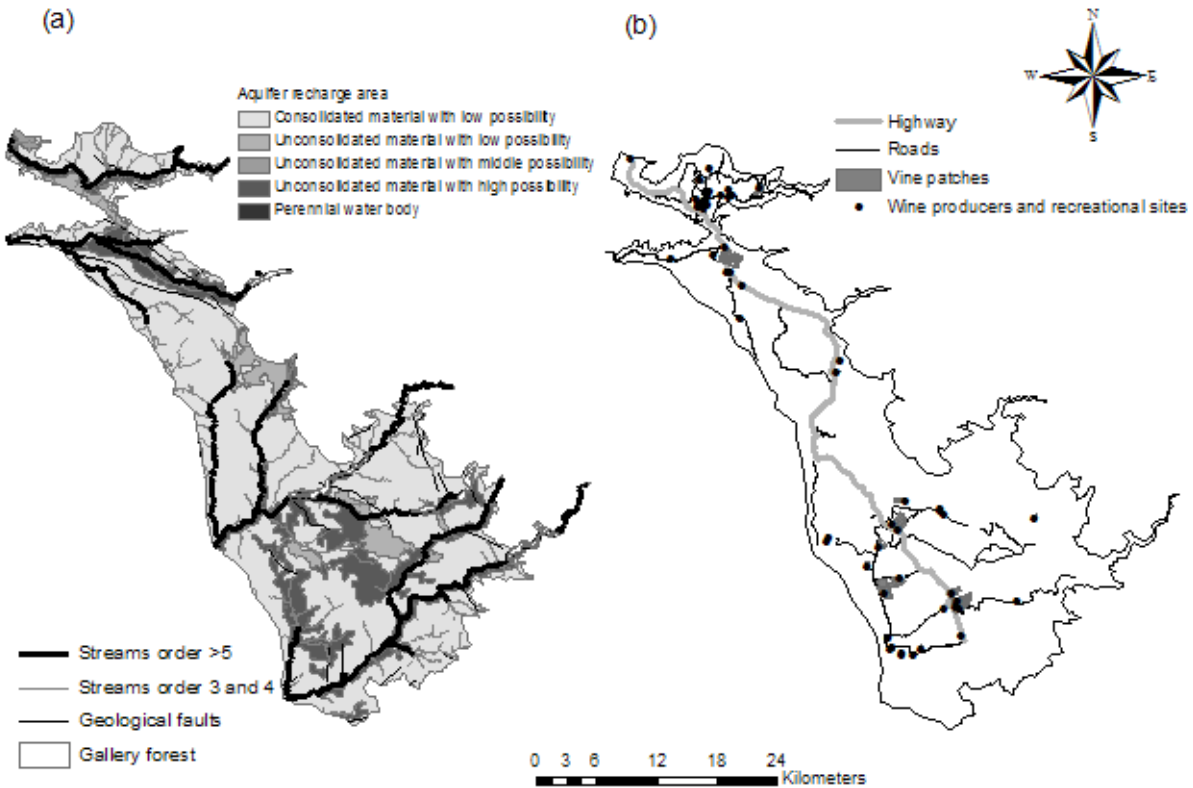 (a)
(b)
N
W
E
S
Aquifer recharge area
Consolidated material with low possibility
Unconsolidated material with low possibility
Unconsolidated material with middle possibility
Unconsolidated material with high possibility
Perennial water body
Highway
Roads
Vine patches
Wine producers and recreational sites
Streams order >5
Streams order 3 and 4
Geological faults
Gallery forest
0 3 6 12 18 24
Kilometers